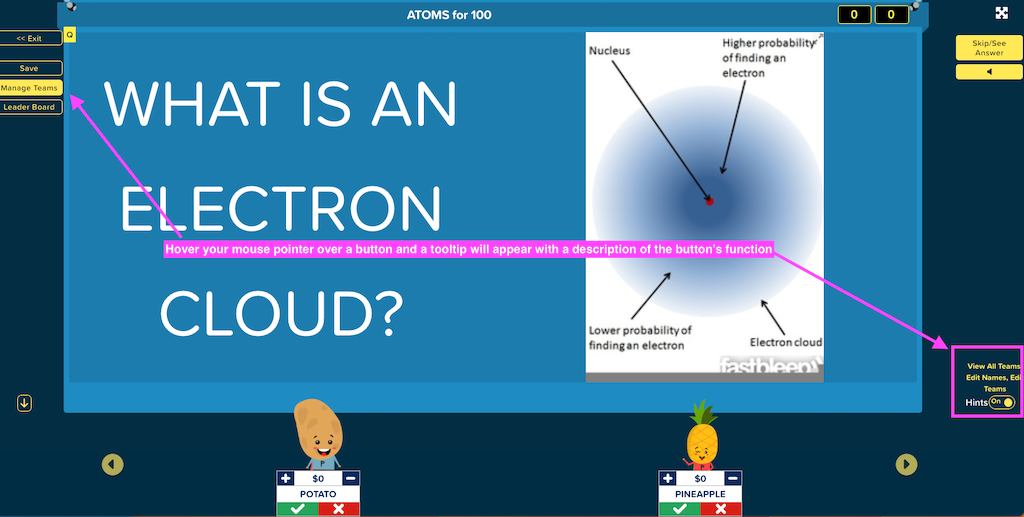 ATOMS for 100
0 0
<< Exit
Save
Manage Teams
Leader Board
Q
WHAT IS AN
ELECTRON
CLOUD?
Nucleus
Higher probability
of finding an
electron
Lower probability of
finding an electron
Electron cloud
fastbleep
Skip/See
Answer
Hover your mouse pointer over a button and a tooltip will appear with a description of the button's function
View All Teams
Edit Names, Edi
Teams
Hints On
P
+ $0 −
POTATO
P
+ $0 −
PINEAPPLE